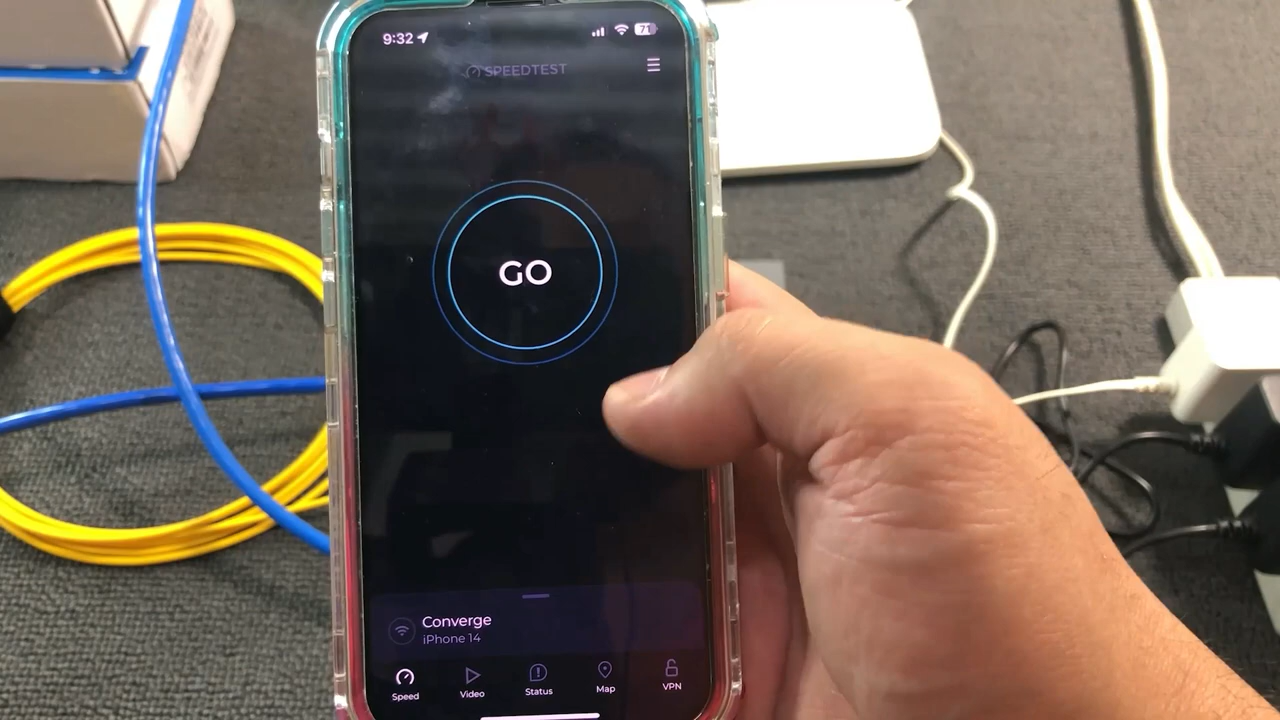 9:32
71
SPEEDTEST
GO
Converge
iPhone 14
Speed
Video
Status
Map
VPN